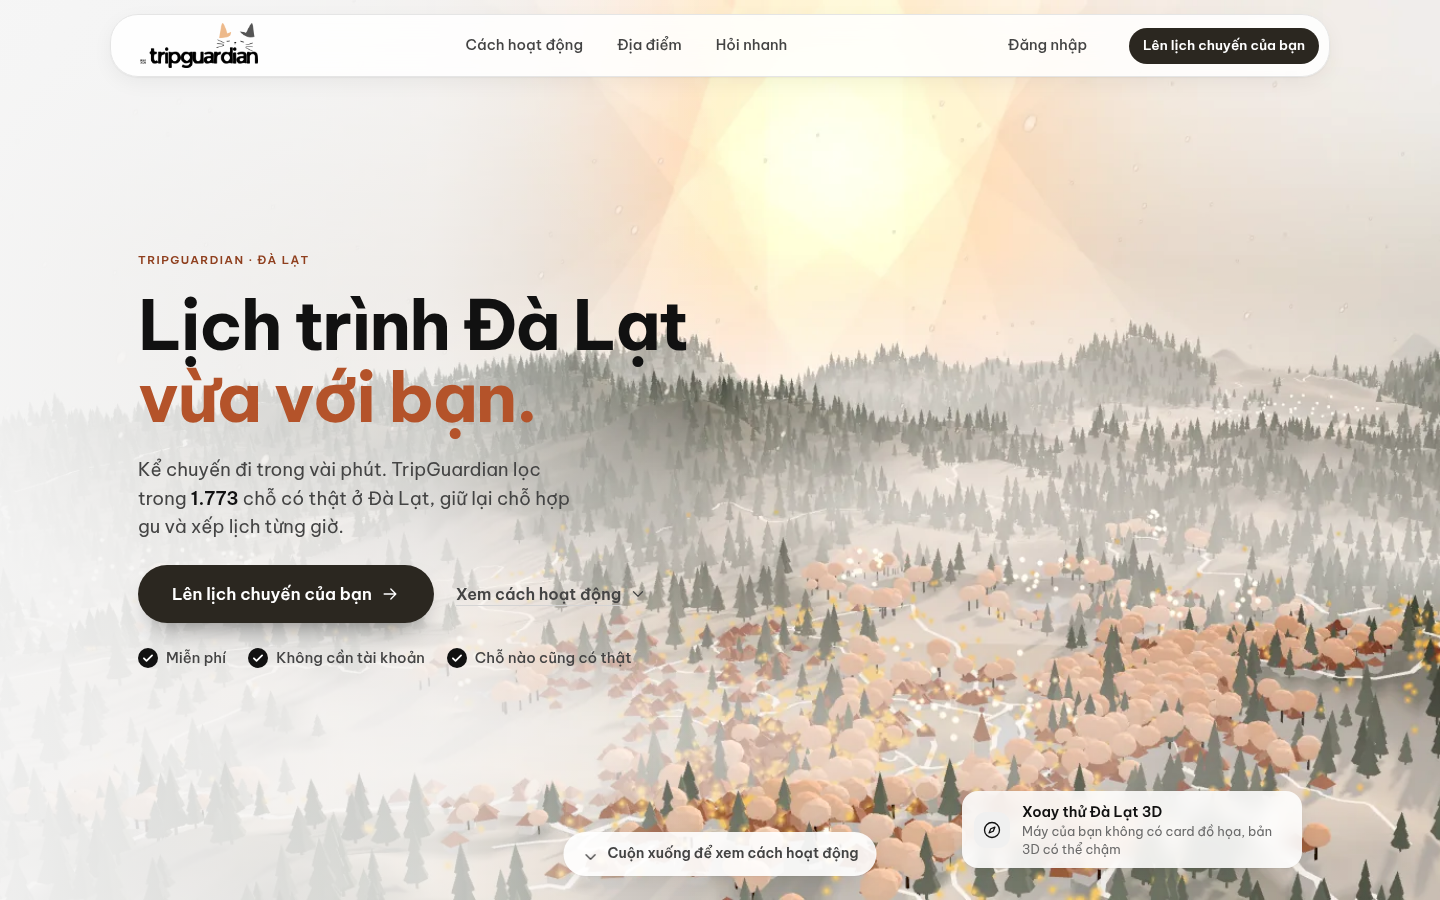 tripguardian
Cách hoạt động
Địa điểm
Hỏi nhanh
Đăng nhập
Lên lịch chuyến của bạn
TRIPGUARDIAN · ĐÀ LẠT
Lịch trình Đà Lạt
vừa với bạn.
Kể chuyến đi trong vài phút. TripGuardian lọc
trong 1.773 chỗ có thật ở Đà Lạt, giữ lại chỗ hợp
gu và xếp lịch từng giờ.
Lên lịch chuyến của bạn
Xem cách hoạt động
Miễn phí
Không cần tài khoản
Chỗ nào cũng có thật
Xoay thử Đà Lạt 3D
Máy của bạn không có card đồ họa, bản
3D có thể chậm
Cuộn xuống để xem cách hoạt động